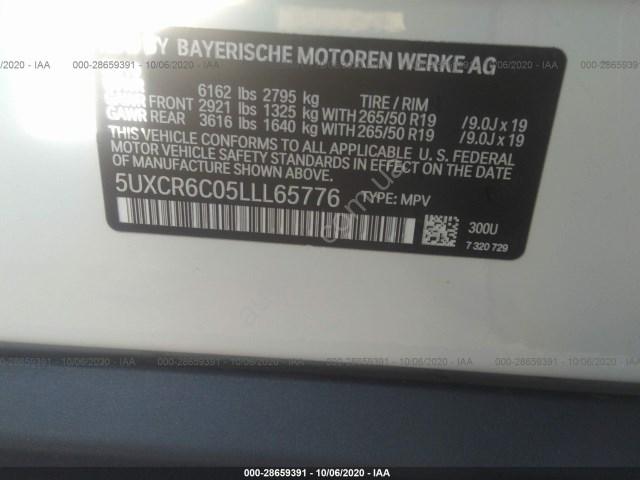 BY BAYERISCHE MOTOREN WERKE AG
6162 lbs 2795 kg TIRE / RIM
GAWR FRONT 2921 lbs 1325 kg WITH 265/50 R19 /9.0J x 19
GAWR REAR 3616 lbs 1640 kg WITH 265/50 R19 /9.0J x 19
THIS VEHICLE CONFORMS TO ALL APPLICABLE U. S. FEDERAL
MOTOR VEHICLE SAFETY STANDARDS IN EFFECT ON THE DATE OF
MANUFACTURE SHOWN ABOVE.
5UXCR6C05LLL65776 TYPE: MPV
300U
7 320 729
10/06/2020 - IAA 000-28659391 - 10/06/2020 - IAA 000-28659391 - 10/06/2020 - IAA
000-28659391 - 10/06/2020 - IAA